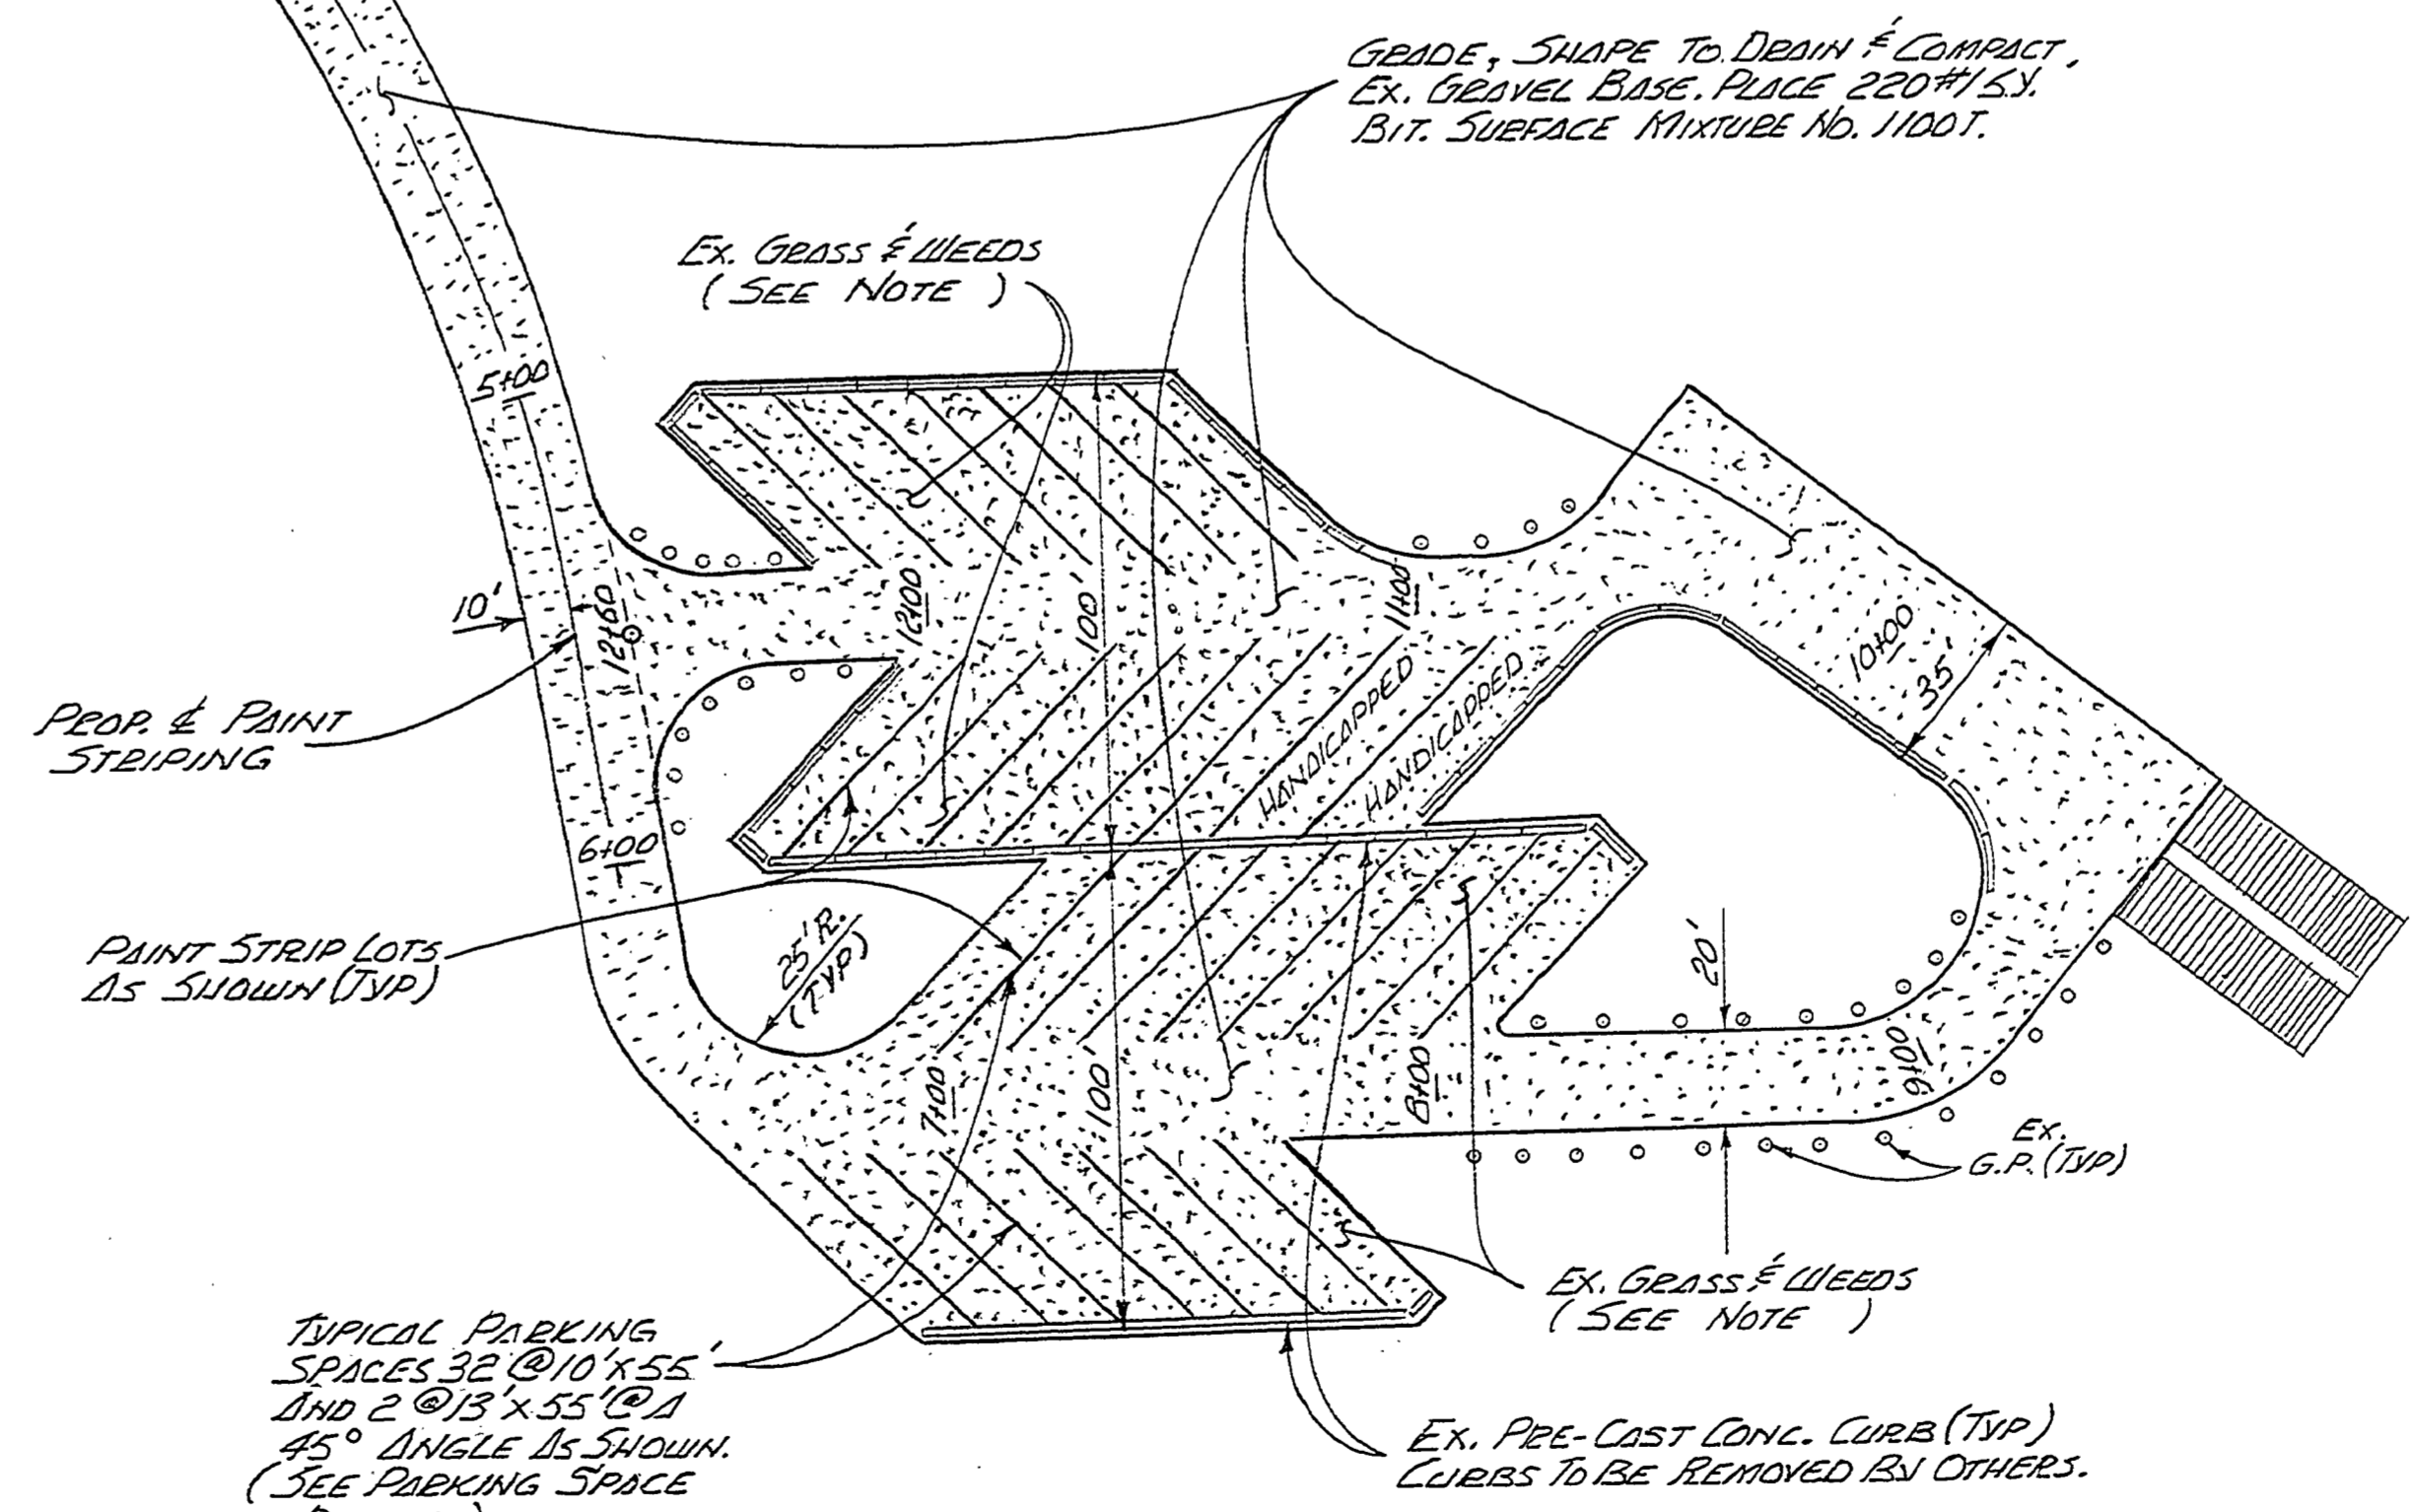 GRADE, SHAPE TO DRAIN & COMPACT,
EX. GRAVEL BASE. PLACE 220#/S.Y.
BIT. SURFACE MIXTURE NO. 1100T.
EX. GRASS & WEEDS
(SEE NOTE )
5+00
10'
12+60
12+00
100'
11+00
10+00
35'
PROP. ℄ PAINT
STRIPING
HANDICAPPED
HANDICAPPED
6+00
PAINT STRIP LOTS
AS SHOWN (TYP)
25' R.
(TYP)
20'
7+00
100'
8+00
9+00
EX.
G.P. (TYP)
EX. GRASS & WEEDS
(SEE NOTE )
TYPICAL PARKING
SPACES 32 @ 10' X 55'
AND 2 @ 13' X 55' @ A
45° ANGLE AS SHOWN.
(SEE PARKING SPACE
EX. PRE-CAST CONC. CURB (TYP)
CURBS TO BE REMOVED BY OTHERS.